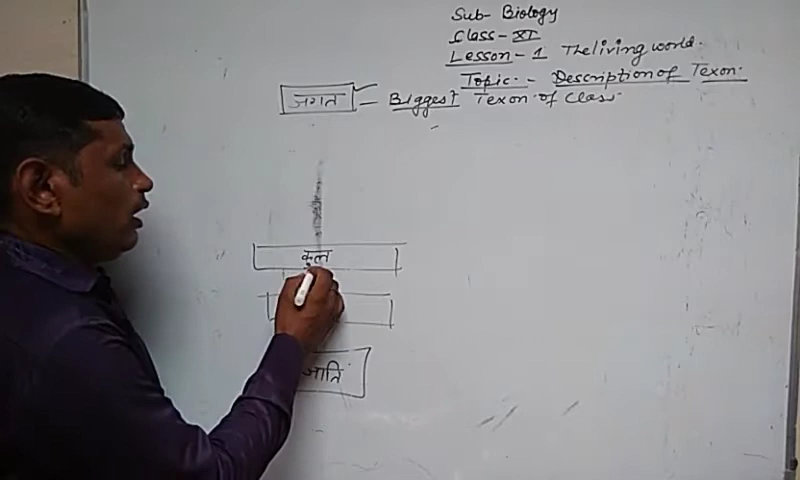 Sub- Biology
Class - XI
Lesson - 1 The living world.
Topic. - Description of Texon.
जगत = Biggest Texon of Class
कुल
जाति